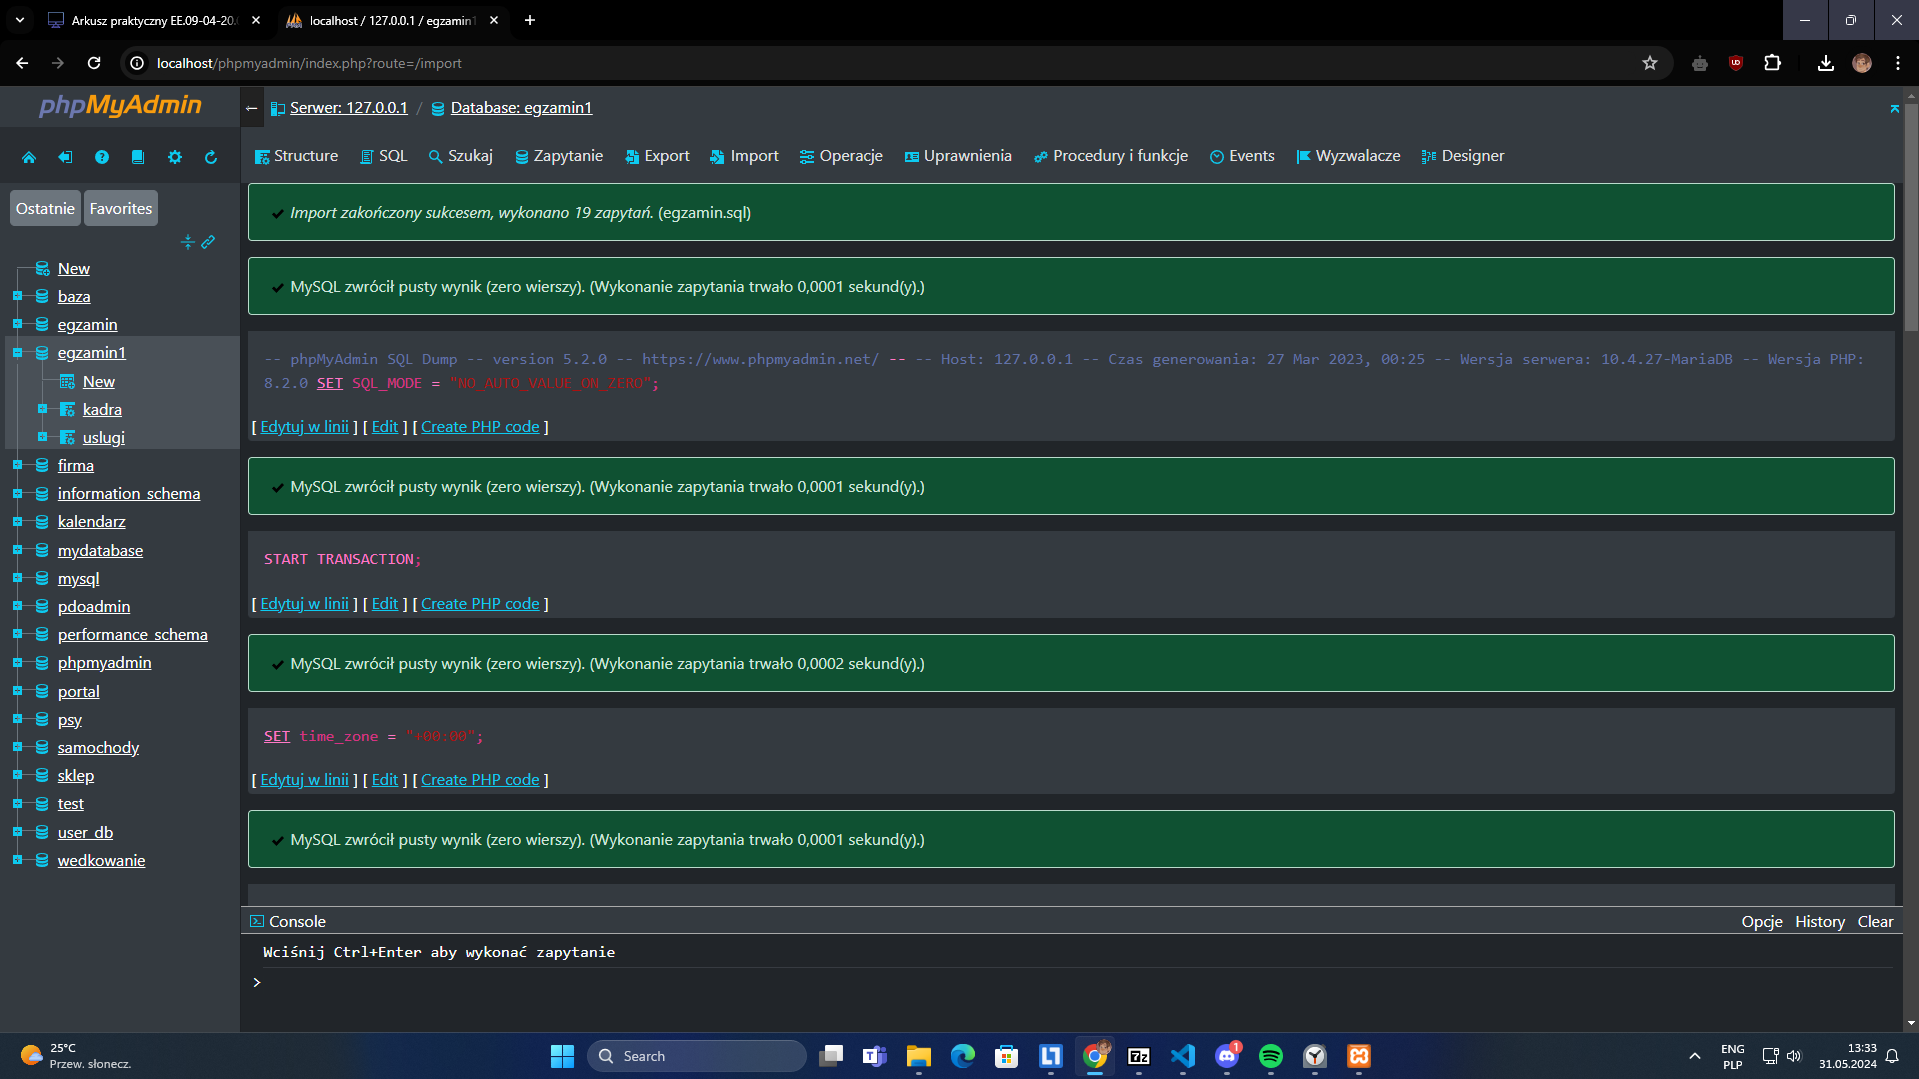 Arkusz praktyczny EE.09-04-20.0
localhost / 127.0.0.1 / egzamin1
localhost/phpmyadmin/index.php?route=/import
phpMyAdmin
Ostatnie
Favorites
New
baza
egzamin
egzamin1
New
kadra
uslugi
firma
information_schema
kalendarz
mydatabase
mysql
pdoadmin
performance_schema
phpmyadmin
portal
psy
samochody
sklep
test
user_db
wedkowanie
Serwer: 127.0.0.1 / Database: egzamin1
Structure SQL Szukaj Zapytanie Export Import Operacje Uprawnienia Procedury i funkcje Events Wyzwalacze Designer
Import zakończony sukcesem, wykonano 19 zapytań. (egzamin.sql)
MySQL zwrócił pusty wynik (zero wierszy). (Wykonanie zapytania trwało 0,0001 sekund(y).)
-- phpMyAdmin SQL Dump -- version 5.2.0 -- https://www.phpmyadmin.net/ -- -- Host: 127.0.0.1 -- Czas generowania: 27 Mar 2023, 00:25 -- Wersja serwera: 10.4.27-MariaDB -- Wersja PHP:
8.2.0 SET SQL_MODE = "NO_AUTO_VALUE_ON_ZERO";
[ Edytuj w linii ] [ Edit ] [ Create PHP code ]
MySQL zwrócił pusty wynik (zero wierszy). (Wykonanie zapytania trwało 0,0001 sekund(y).)
START TRANSACTION;
[ Edytuj w linii ] [ Edit ] [ Create PHP code ]
MySQL zwrócił pusty wynik (zero wierszy). (Wykonanie zapytania trwało 0,0002 sekund(y).)
SET time_zone = "+00:00";
[ Edytuj w linii ] [ Edit ] [ Create PHP code ]
MySQL zwrócił pusty wynik (zero wierszy). (Wykonanie zapytania trwało 0,0001 sekund(y).)
Console
Opcje History Clear
Wciśnij Ctrl+Enter aby wykonać zapytanie
>
25°C
Przew. słonecz.
Search
1
ENG
PLP
13:33
31.05.2024